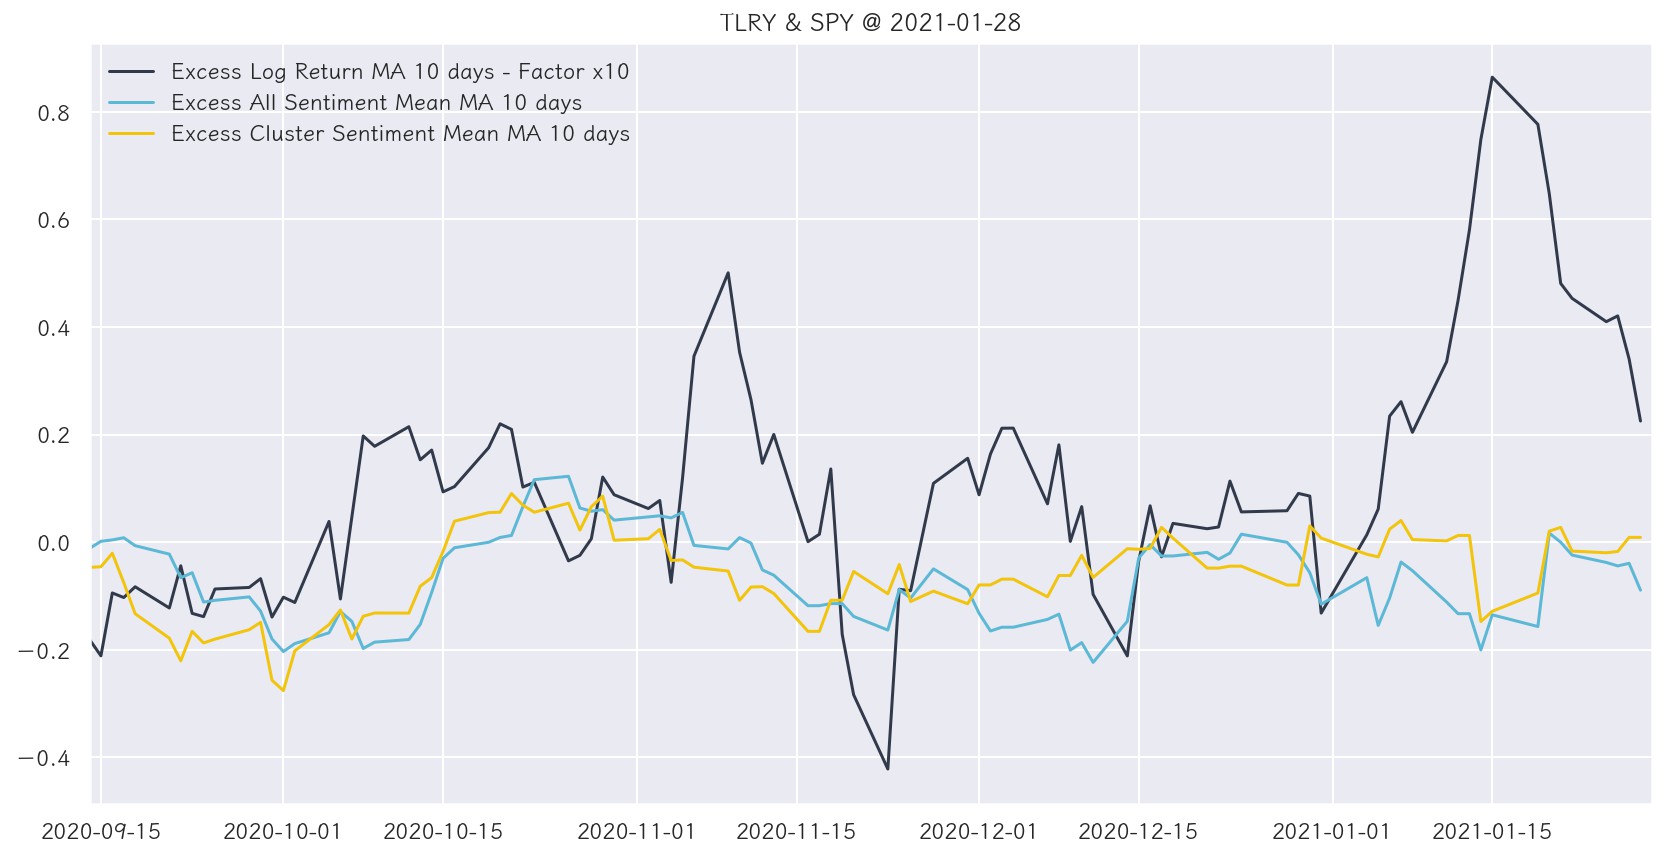 TLRY & SPY @ 2021-01-28
Excess Log Return MA 10 days - Factor x10
Excess All Sentiment Mean MA 10 days
Excess Cluster Sentiment Mean MA 10 days
0.8
0.6
0.4
0.2
0.0
−0.2
−0.4
2020-09-15 2020-10-01 2020-10-15 2020-11-01 2020-11-15 2020-12-01 2020-12-15 2021-01-01 2021-01-15